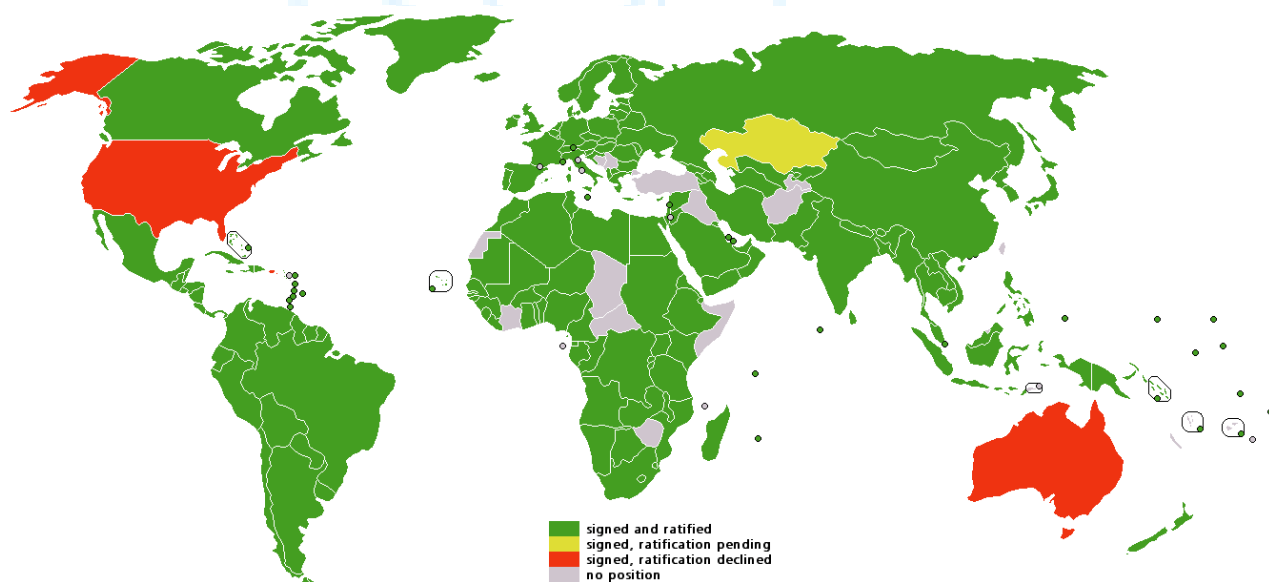 signed and ratified
signed, ratification pending
signed, ratification declined
no position